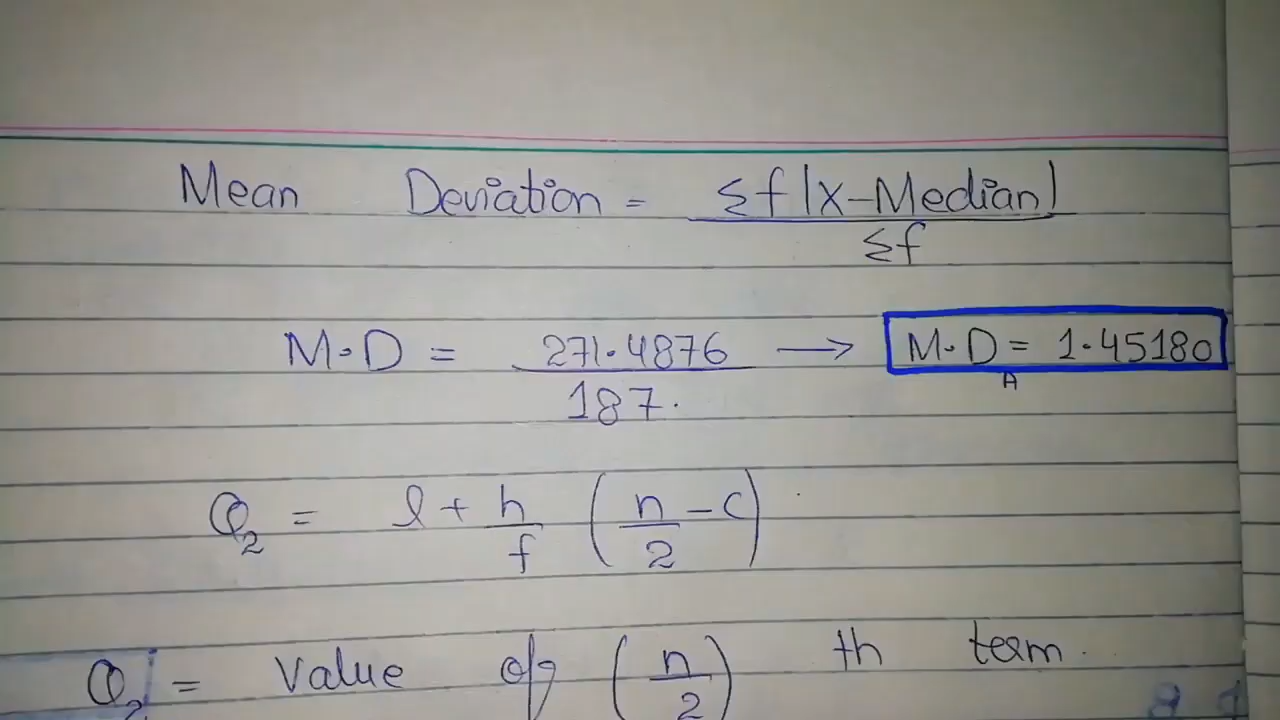 Mean Deviation = Σf|X-Median| / Σf
M.D = 271.4876 / 187. → M.D = 1.45180
A
Q₂ = l + h/f (n/2 - c)
Q₂ = Value of (n/2) th term.